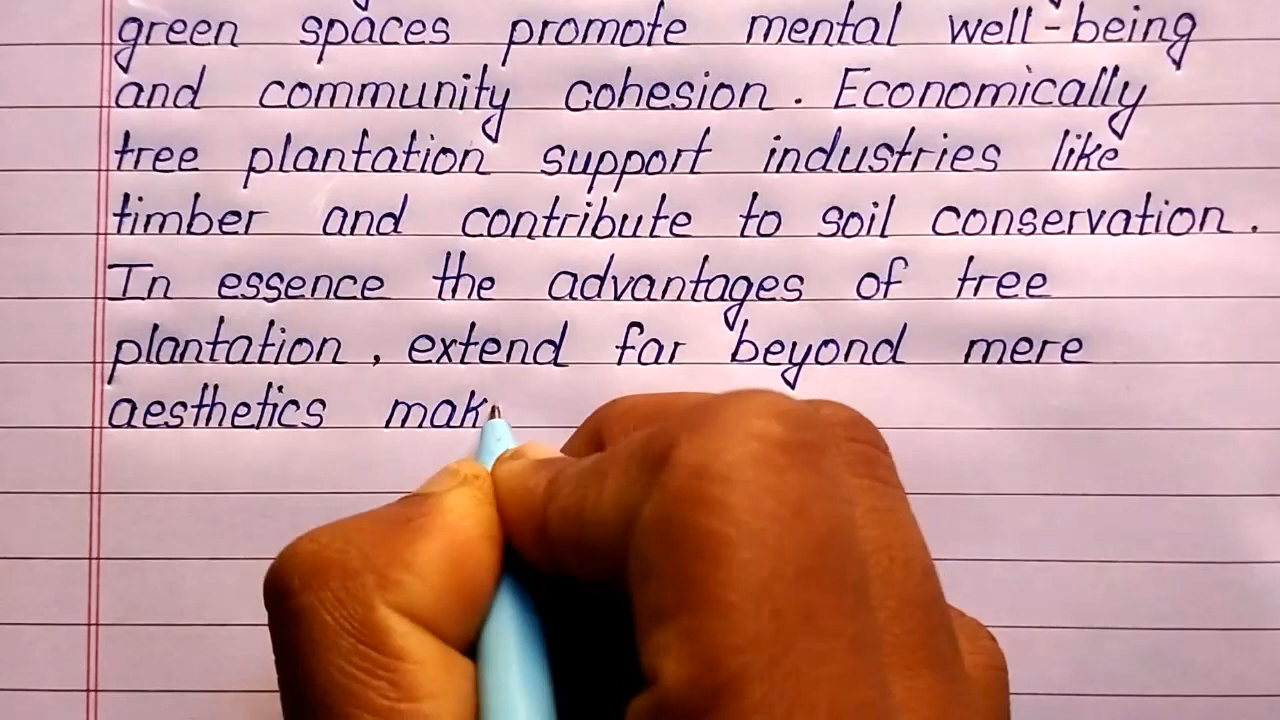 green spaces promote mental well-being
and community cohesion. Economically
tree plantation support industries like
timber and contribute to soil conservation.
In essence the advantages of tree
plantation, extend far beyond mere
aesthetics mak